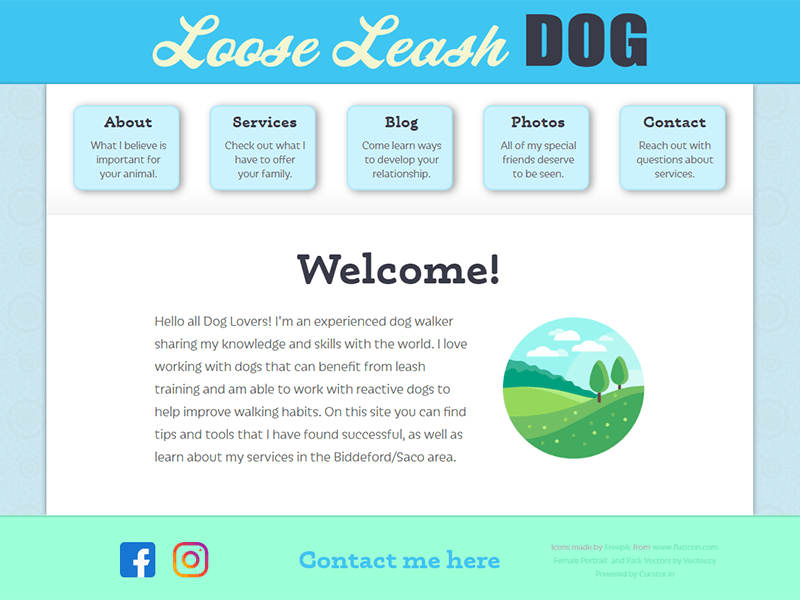 Loose Leash DOG
About
What I believe is
important for
your animal.
Services
Check out what I
have to offer
your family.
Blog
Come learn ways
to develop your
relationship.
Photos
All of my special
friends deserve
to be seen.
Contact
Reach out with
questions about
services.
Welcome!
Hello all Dog Lovers! I'm an experienced dog walker
sharing my knowledge and skills with the world. I love
working with dogs that can benefit from leash
training and am able to work with reactive dogs to
help improve walking habits. On this site you can find
tips and tools that I have found successful, as well as
learn about my services in the Biddeford/Saco area.
Contact me here
Icons made by Freepik from www.flaticon.com
Female Portrait and Park Vectors by Vecteezy
Powered by Curator.io